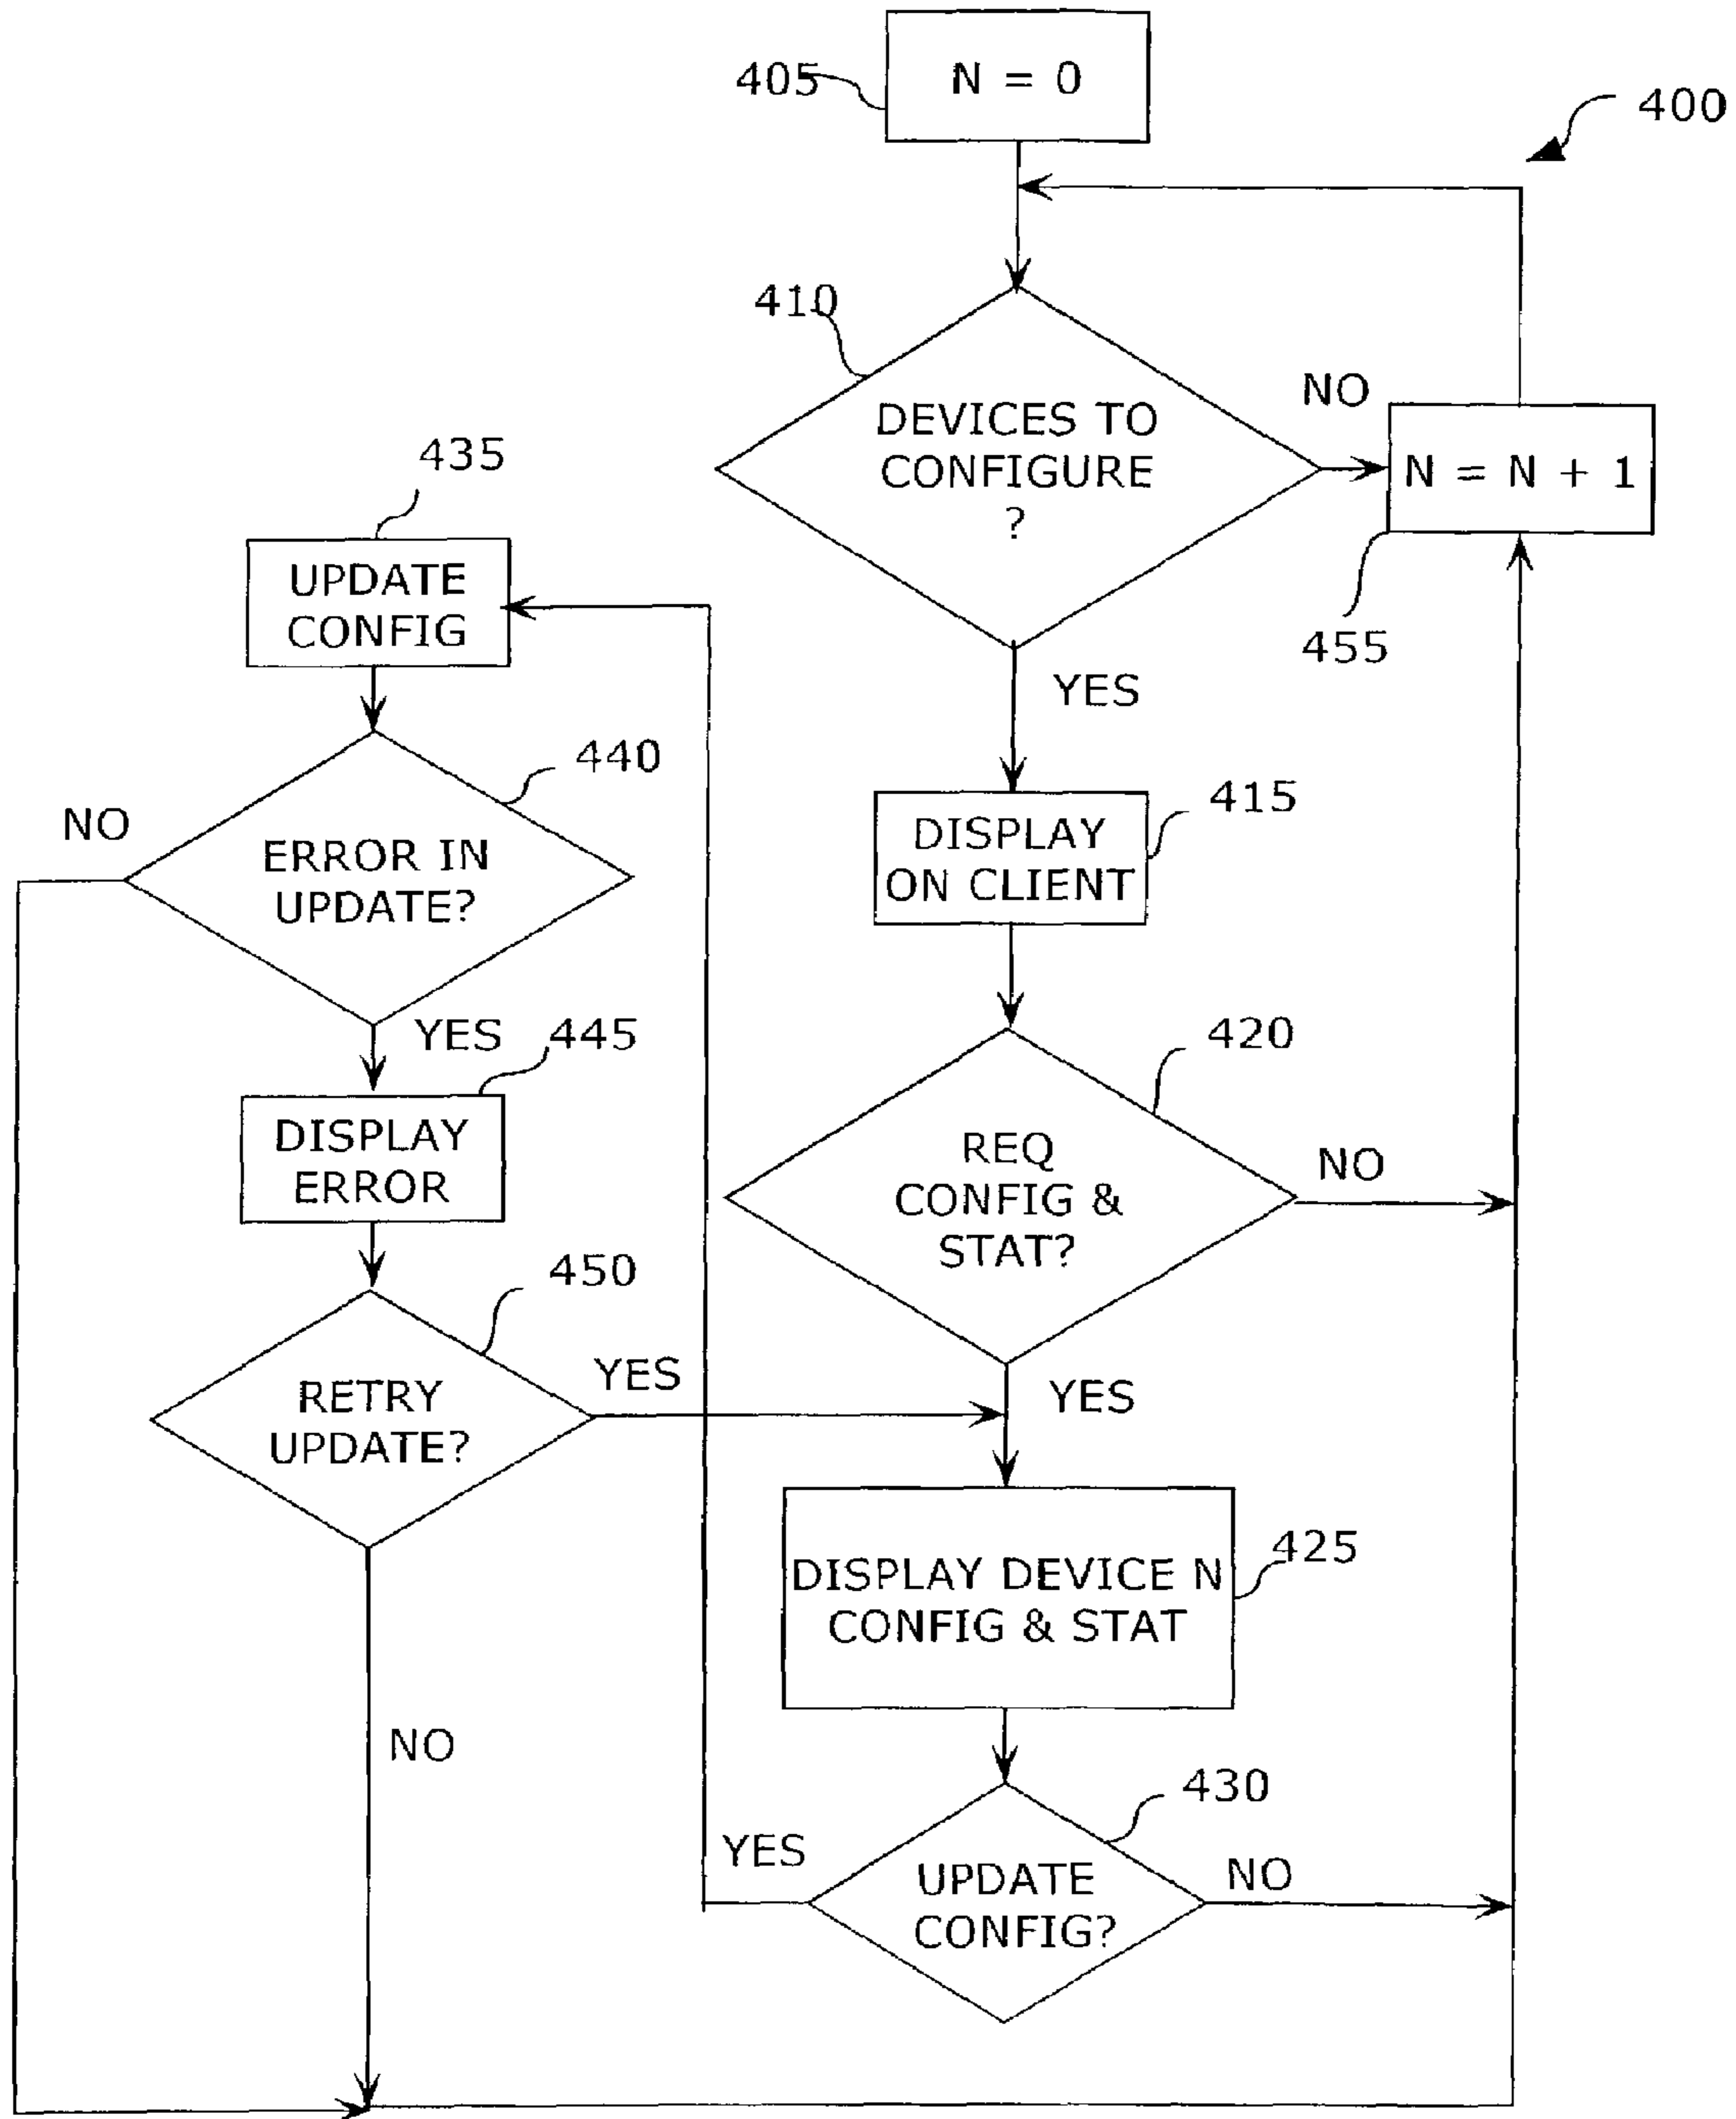 N = 0
405
400
410
DEVICES TO
CONFIGURE
?
NO
N = N + 1
455
YES
435
UPDATE
CONFIG
440
NO
ERROR IN
UPDATE?
YES
445
DISPLAY
ERROR
450
RETRY
UPDATE?
YES
NO
415
DISPLAY
ON CLIENT
420
REQ
CONFIG &
STAT?
NO
YES
425
DISPLAY DEVICE N
CONFIG & STAT
430
YES
UPDATE
CONFIG?
NO